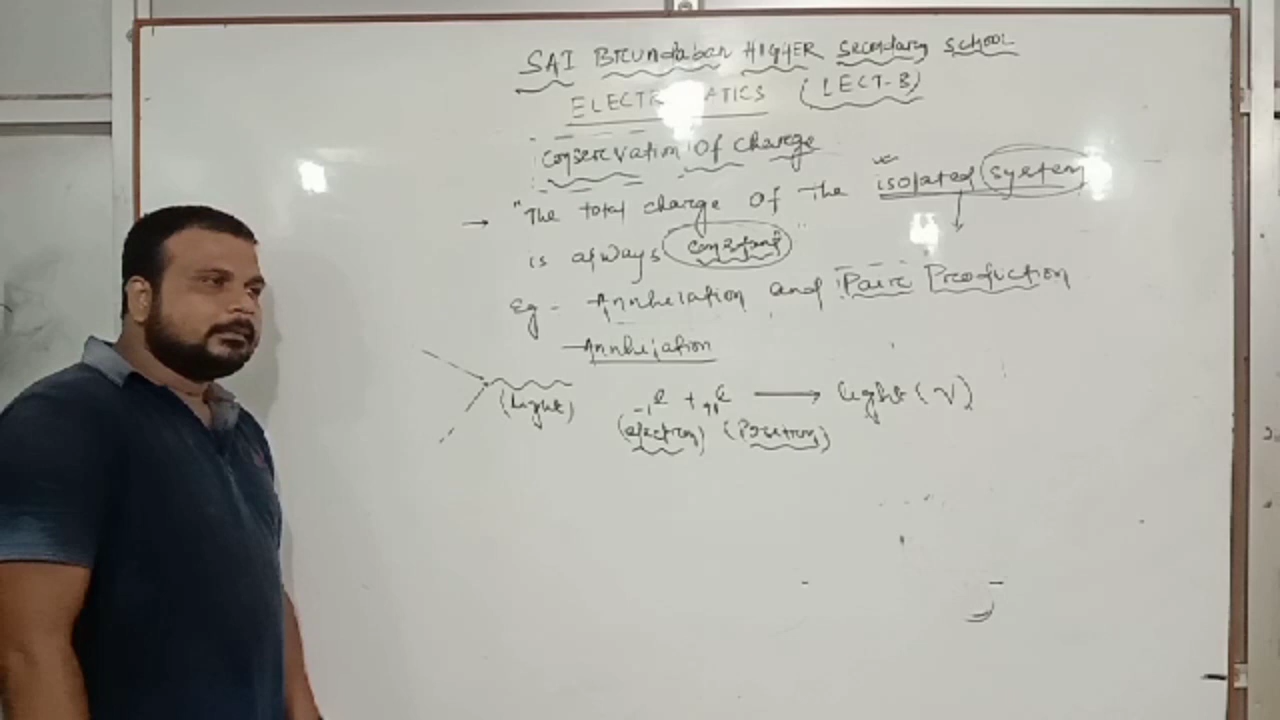 SAI Brundaban HIGHER Secondary SCHOOL
ELECTR ATICS (LECT-3)
Conservation Of Charge
→ "The total charge of the isolated system
is always constant"
Eg - Annhelation and Pair Production
Annhelation
(Light) ₋₁e + ₊₁e ⟶ light (γ)
(electron) (Positron)